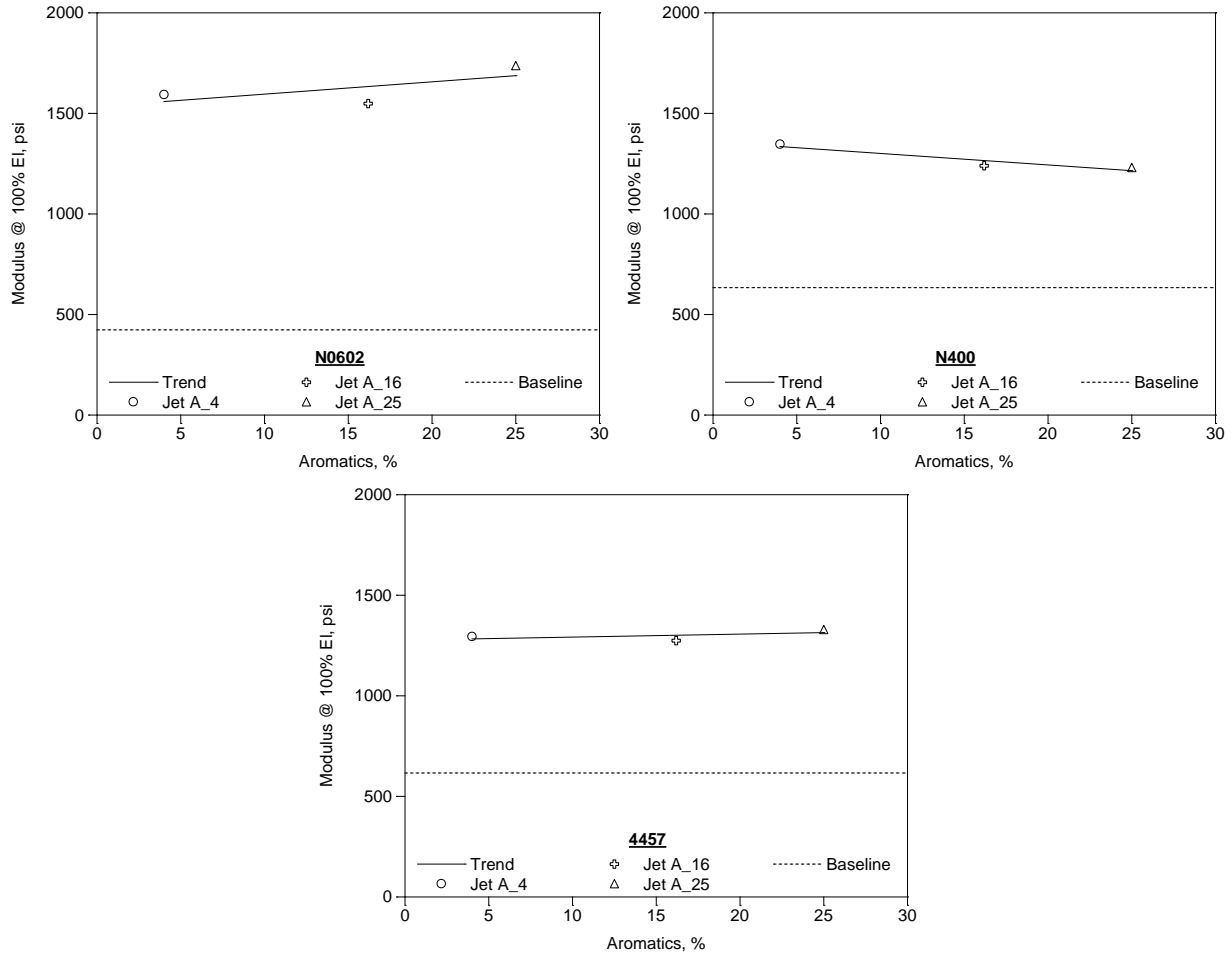 2000
1500
1000
500
0
Modulus @ 100% El, psi
N0602
Trend
Jet A_16
Baseline
Jet A_4
Jet A_25
0 5 10 15 20 25 30
Aromatics, %
2000
1500
1000
500
0
Modulus @ 100% El, psi
N400
Trend
Jet A_16
Baseline
Jet A_4
Jet A_25
0 5 10 15 20 25 30
Aromatics, %
2000
1500
1000
500
0
Modulus @ 100% El, psi
4457
Trend
Jet A_16
Baseline
Jet A_4
Jet A_25
0 5 10 15 20 25 30
Aromatics, %